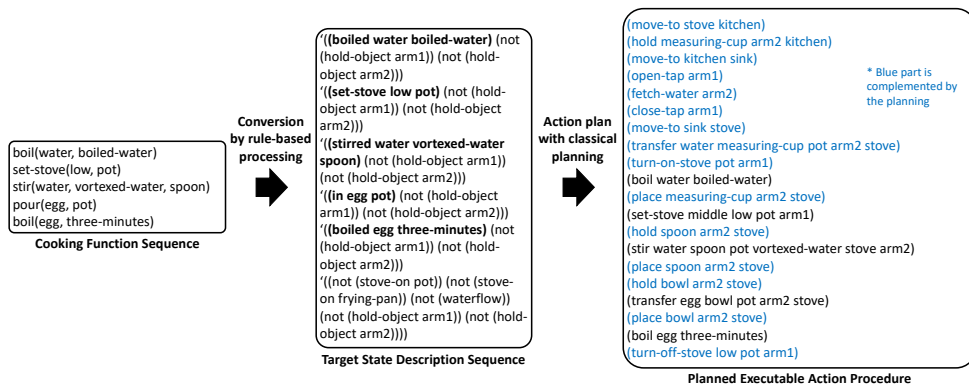 boil(water, boiled-water)
set-stove(low, pot)
stir(water, vortexed-water, spoon)
pour(egg, pot)
boil(egg, three-minutes)
Cooking Function Sequence
Conversion
by rule-based
processing
'((boiled water boiled-water) (not
(hold-object arm1)) (not (hold-
object arm2)))
'((set-stove low pot) (not (hold-
object arm1)) (not (hold-object
arm2)))
'((stirred water vortexed-water
spoon) (not (hold-object arm1))
(not (hold-object arm2)))
'((in egg pot) (not (hold-object
arm1)) (not (hold-object arm2)))
'((boiled egg three-minutes) (not
(hold-object arm1)) (not (hold-
object arm2)))
'((not (stove-on pot)) (not (stove-
on frying-pan)) (not (waterflow))
(not (hold-object arm1)) (not (hold-
object arm2))))
Target State Description Sequence
Action plan
with classical
planning
(move-to stove kitchen)
(hold measuring-cup arm2 kitchen)
(move-to kitchen sink)
(open-tap arm1)
(fetch-water arm2)
(close-tap arm1)
(move-to sink stove)
(transfer water measuring-cup pot arm2 stove)
(turn-on-stove pot arm1)
(boil water boiled-water)
(place measuring-cup arm2 stove)
(set-stove middle low pot arm1)
(hold spoon arm2 stove)
(stir water spoon pot vortexed-water stove arm2)
(place spoon arm2 stove)
(hold bowl arm2 stove)
(transfer egg bowl pot arm2 stove)
(place bowl arm2 stove)
(boil egg three-minutes)
(turn-off-stove low pot arm1)
* Blue part is
complemented by
the planning
Planned Executable Action Procedure